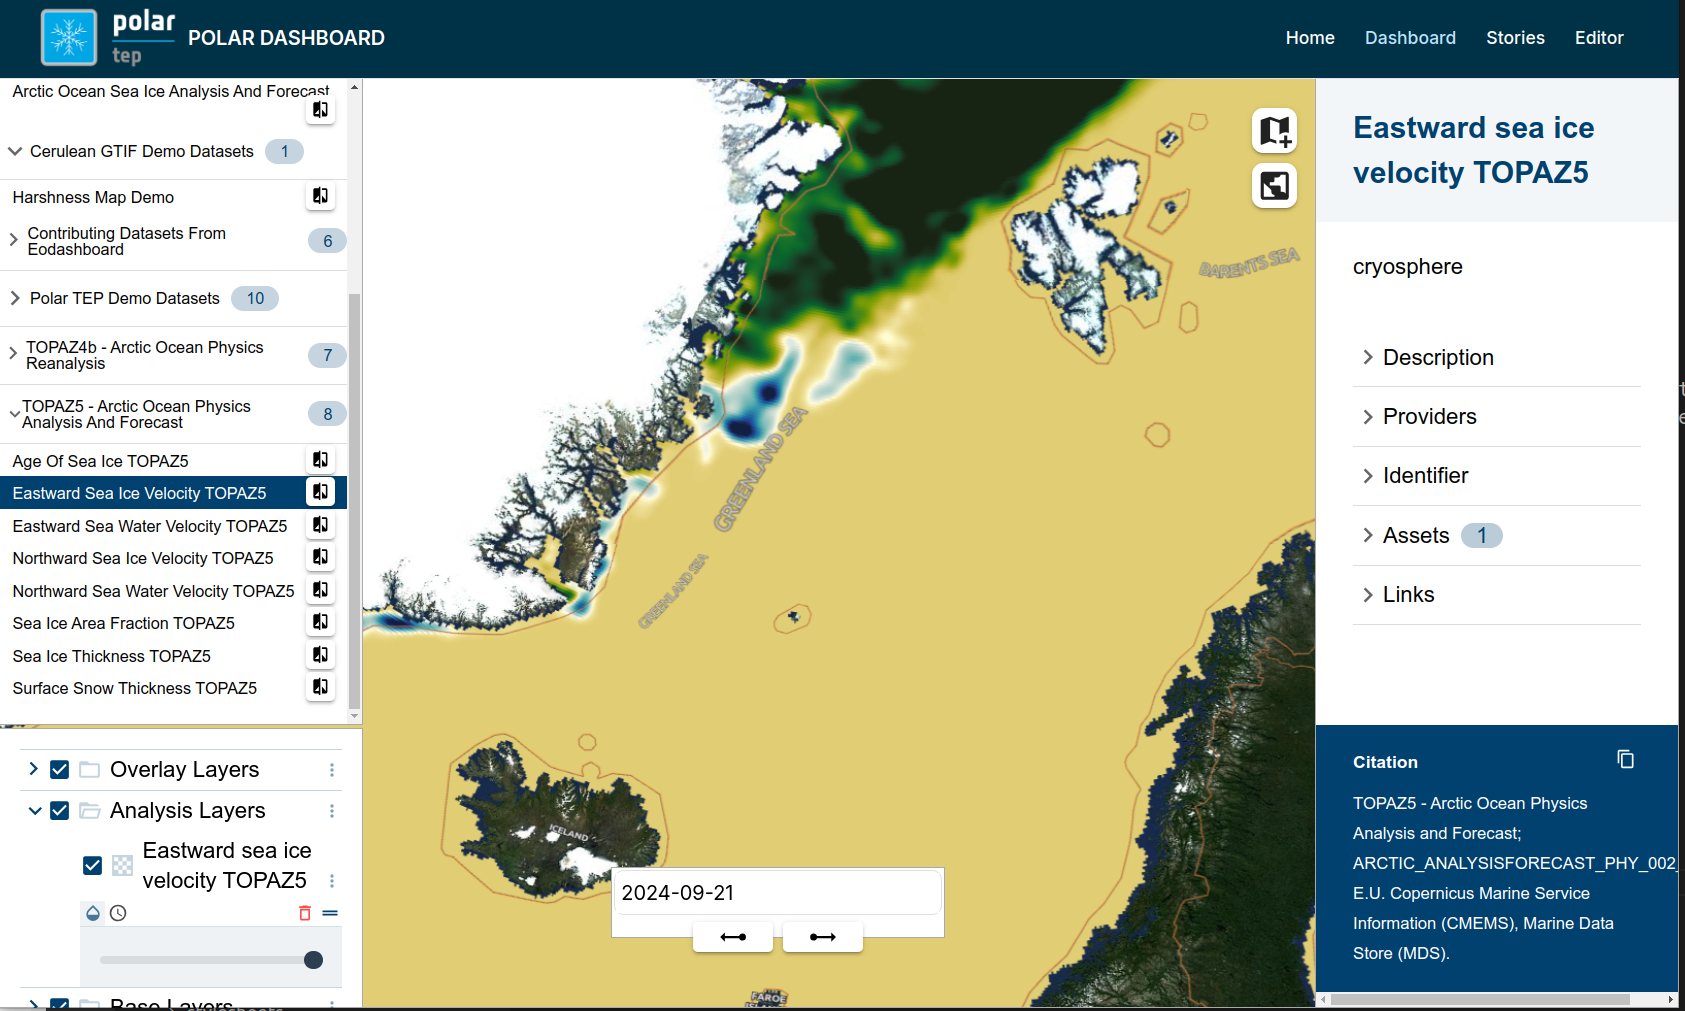 polar
tep
POLAR DASHBOARD
Home
Dashboard
Stories
Editor
Arctic Ocean Sea Ice Analysis And Forecast
Cerulean GTIF Demo Datasets 1
Harshness Map Demo
Contributing Datasets From
Eodashboard
6
Polar TEP Demo Datasets 10
TOPAZ4b - Arctic Ocean Physics
Reanalysis
7
TOPAZ5 - Arctic Ocean Physics
Analysis And Forecast
8
Age Of Sea Ice TOPAZ5
Eastward Sea Ice Velocity TOPAZ5
Eastward Sea Water Velocity TOPAZ5
Northward Sea Ice Velocity TOPAZ5
Northward Sea Water Velocity TOPAZ5
Sea Ice Area Fraction TOPAZ5
Sea Ice Thickness TOPAZ5
Surface Snow Thickness TOPAZ5
Overlay Layers
Analysis Layers
Eastward sea ice
velocity TOPAZ5
Base Layers
BARENTS SEA
GREENLAND SEA
GREENLAND SEA
ICELAND
FAROE
2024-09-21
Eastward sea ice
velocity TOPAZ5
cryosphere
Description
Providers
Identifier
Assets 1
Links
Citation
TOPAZ5 - Arctic Ocean Physics
Analysis and Forecast;
ARCTIC_ANALYSISFORECAST_PHY_002_
E.U. Copernicus Marine Service
Information (CMEMS), Marine Data
Store (MDS).